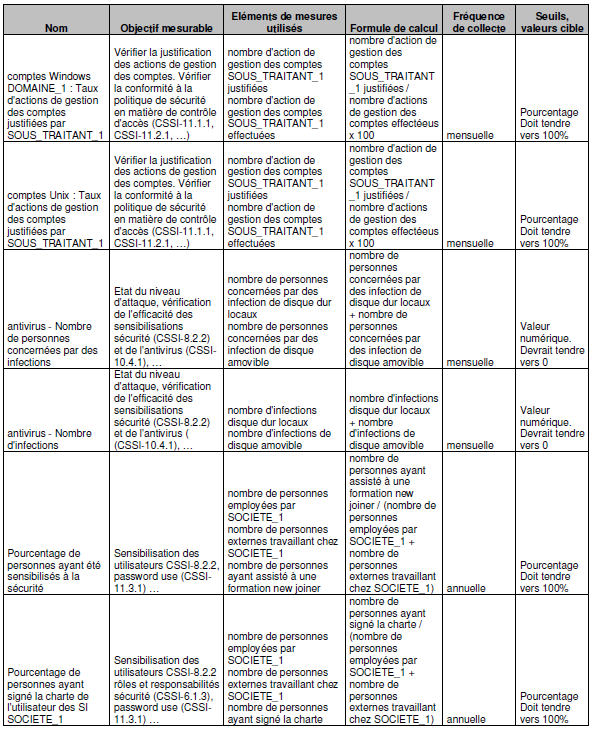 Nom
Objectif mesurable
Eléments de mesures
utilisés
Formule de calcul
Fréquence
de collecte
Seuils,
valeurs cible
comptes Windows
DOMAINE_1 : Taux
d'actions de gestion
des comptes
justifiées par
SOUS_TRAITANT_1
Vérifier la justification
des actions de gestion
des comptes. Vérifier
la conformité à la
politique de sécurité
en matière de contrôle
d'accès (CSSI-11.1.1,
CSSI-11.2.1, …)
nombre d'action de
gestion des comptes
SOUS_TRAITANT_1
justifiées
nombre d'action de
gestion des comptes
SOUS_TRAITANT_1
effectuées
nombre d'action de
gestion des
comptes
SOUS_TRAITANT
_1 justifiées /
nombre d'actions
de gestion des
comptes effectéeus
x 100
mensuelle
Pourcentage
Doit tendre
vers 100%
comptes Unix : Taux
d'actions de gestion
des comptes
justifiées par
SOUS_TRAITANT_1
Vérifier la justification
des actions de gestion
des comptes. Vérifier
la conformité à la
politique de sécurité
en matière de contrôle
d'accès (CSSI-11.1.1,
CSSI-11.2.1, …)
nombre d'action de
gestion des comptes
SOUS_TRAITANT_1
justifiées
nombre d'action de
gestion des comptes
SOUS_TRAITANT_1
effectuées
nombre d'action de
gestion des
comptes
SOUS_TRAITANT
_1 justifiées /
nombre d'actions
de gestion des
comptes effectéeus
x 100
mensuelle
Pourcentage
Doit tendre
vers 100%
antivirus - Nombre
de personnes
concernées par des
infections
Etat du niveau
d'attaque, vérification
de l'efficacité des
sensibilisations
sécurité (CSSI-8.2.2)
et de l'antivirus (CSSI-
10.4.1), …
nombre de personnes
concernées par des
infection de disque dur
locaux
nombre de personnes
concernées par des
infection de disque
amovible
nombre de
personnes
concernées par
des infection de
disque dur locaux
+ nombre de
personnes
concernées par
des infection de
disque amovible
mensuelle
Valeur
numérique.
Devrait tendre
vers 0
antivirus - Nombre
d'infections
Etat du niveau
d'attaque, vérification
de l'efficacité des
sensibilisations
sécurité (CSSI-8.2.2)
et de l'antivirus (
(CSSI-10.4.1), …
nombre d'infections
disque dur locaux
nombre d'infections de
disque amovible
nombre d'infections
disque dur locaux
+ nombre
d'infections de
disque amovible
mensuelle
Valeur
numérique.
Devrait tendre
vers 0
Pourcentage de
personnes ayant été
sensibilisés à la
sécurité
Sensibilisation des
utilisateurs CSSI-8.2.2,
password use (CSSI-
11.3.1) …
nombre de personnes
employées par
SOCIETE_1
nombre de personnes
externes travaillant chez
SOCIETE_1
nombre de personnes
ayant assisté à une
formation new joiner
nombre de
personnes ayant
assisté à une
formation new
joiner / (nombre de
personnes
employées par
SOCIETE_1 +
nombre de
personnes
externes travaillant
chez SOCIETE_1)
annuelle
Pourcentage
Doit tendre
vers 100%
Pourcentage de
personnes ayant
signé la charte de
l'utilisateur des SI
SOCIETE_1
Sensibilisation des
utilisateurs CSSI-8.2.2
rôles et responsabilités
sécurité (CSSI-6.1.3),
password use (CSSI-
11.3.1) …
nombre de personnes
employées par
SOCIETE_1
nombre de personnes
externes travaillant chez
SOCIETE_1
nombre de personnes
ayant signé la charte
nombre de
personnes ayant
signé la charte /
(nombre de
personnes
employées par
SOCIETE_1 +
nombre de
personnes
externes travaillant
chez SOCIETE_1)
annuelle
Pourcentage
Doit tendre
vers 100%